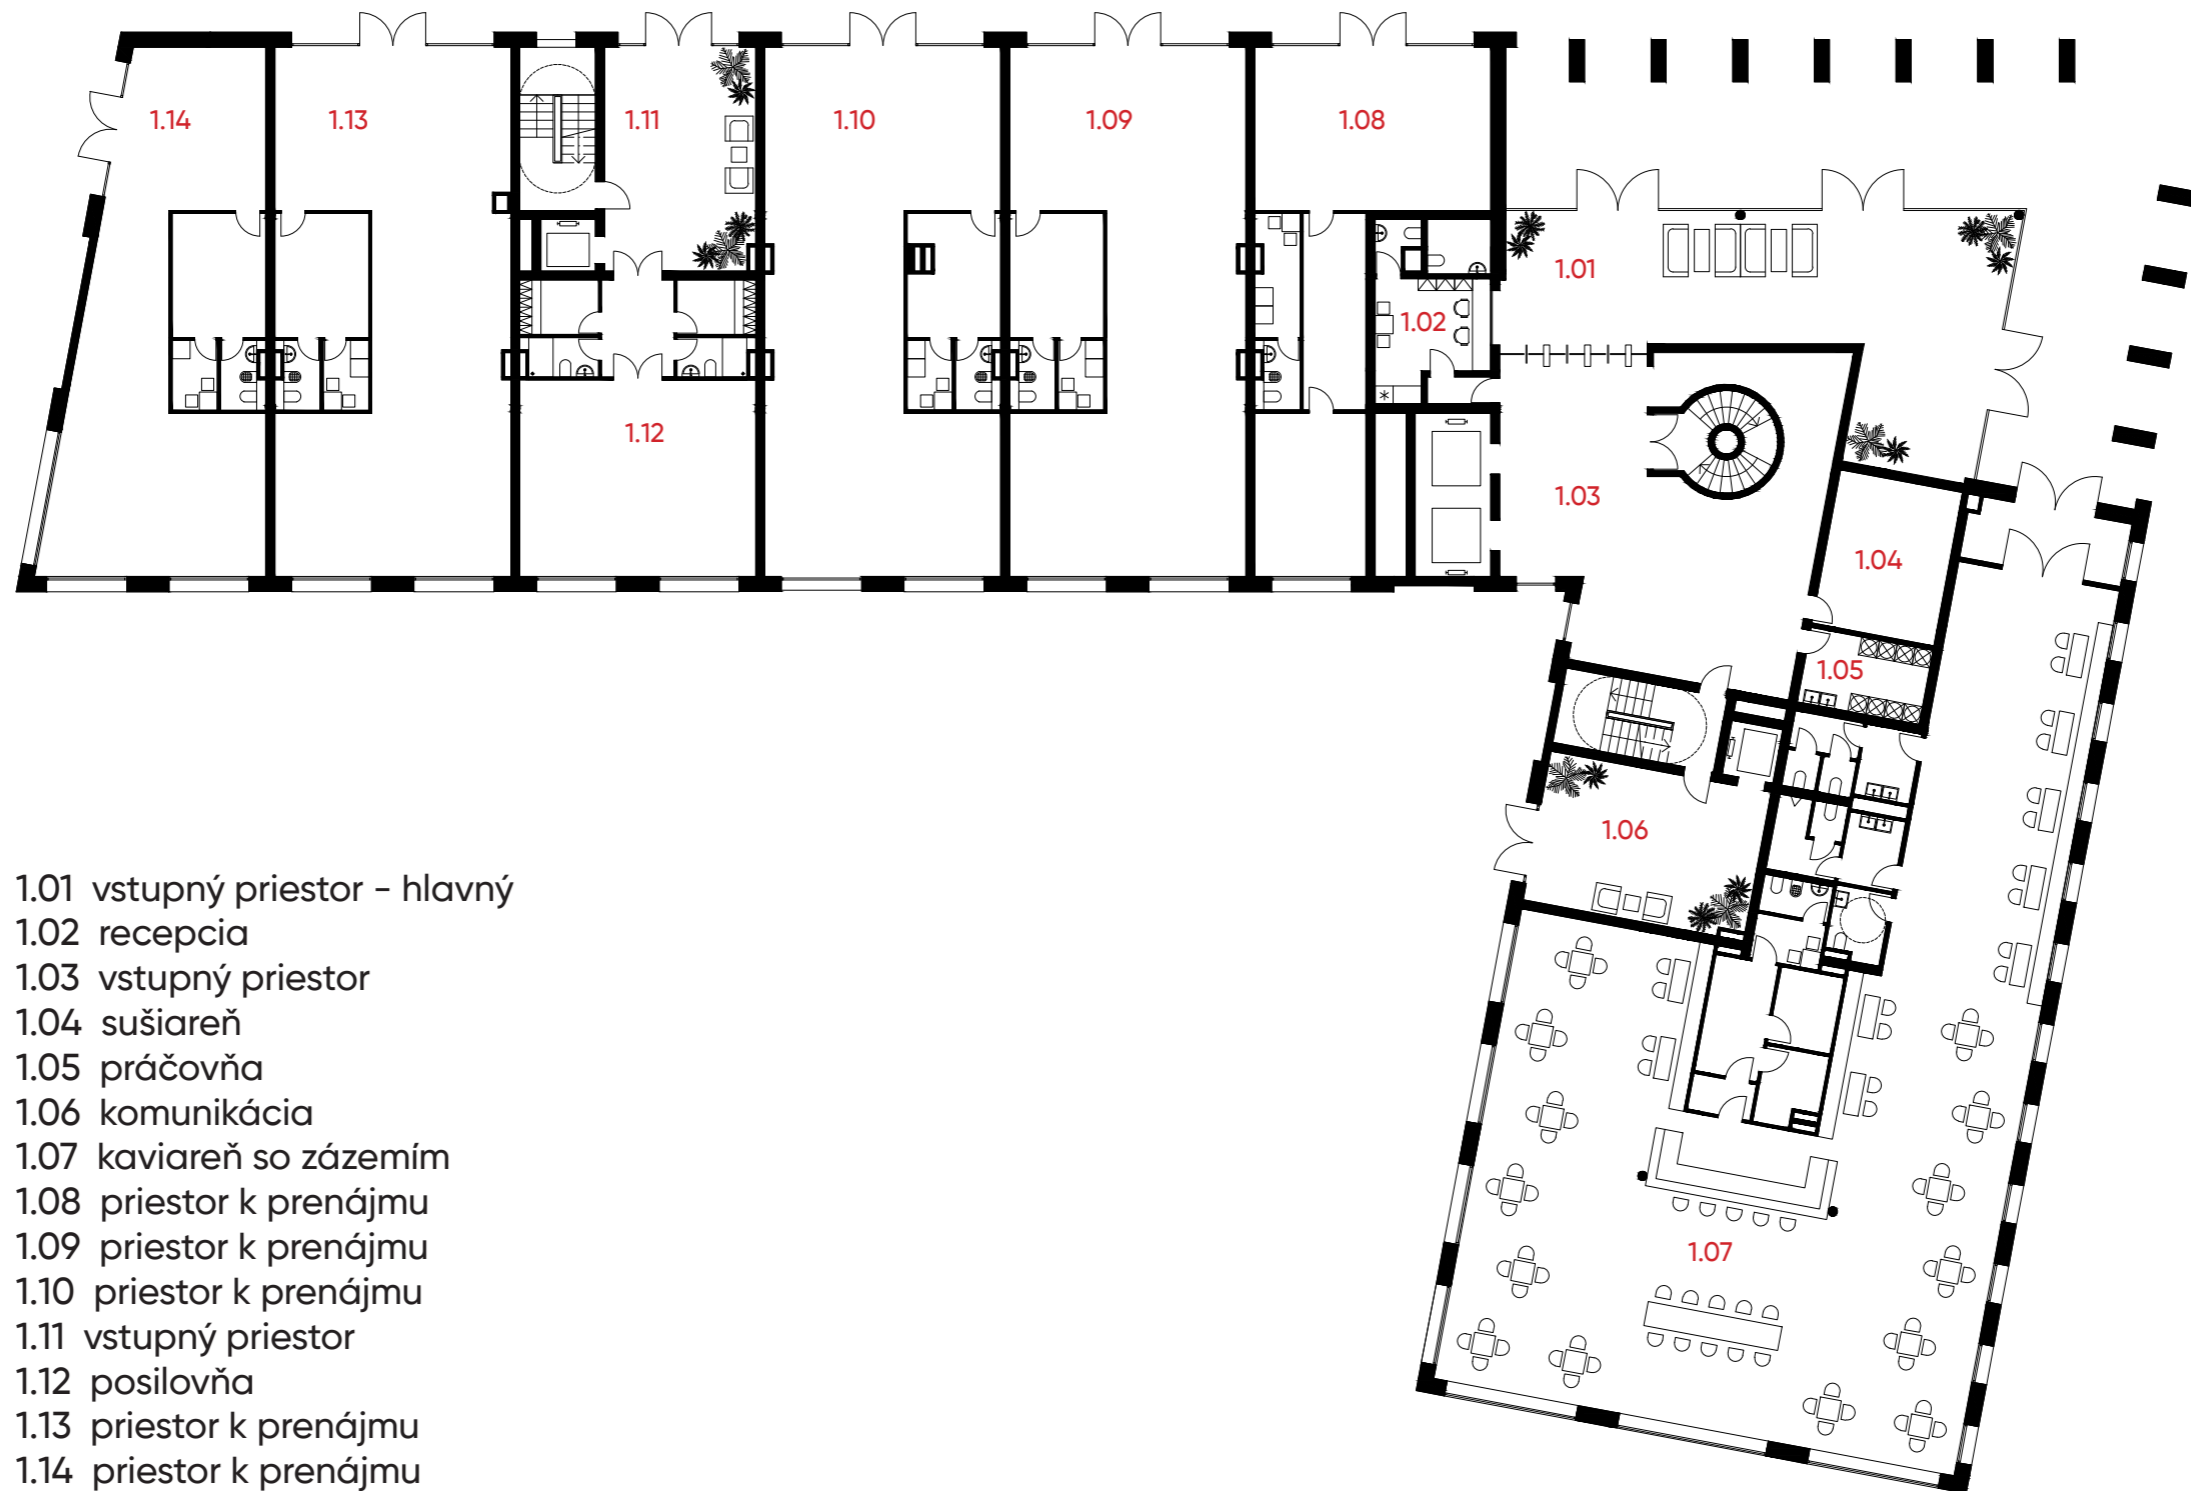 1.14
1.13
1.11
1.10
1.09
1.08
1.01
1.02
1.12
1.03
1.04
1.05
1.06
1.07
1.01 vstupný priestor - hlavný
1.02 recepcia
1.03 vstupný priestor
1.04 sušiareň
1.05 práčovňa
1.06 komunikácia
1.07 kaviareň so zázemím
1.08 priestor k prenájmu
1.09 priestor k prenájmu
1.10 priestor k prenájmu
1.11 vstupný priestor
1.12 posilovňa
1.13 priestor k prenájmu
1.14 priestor k prenájmu